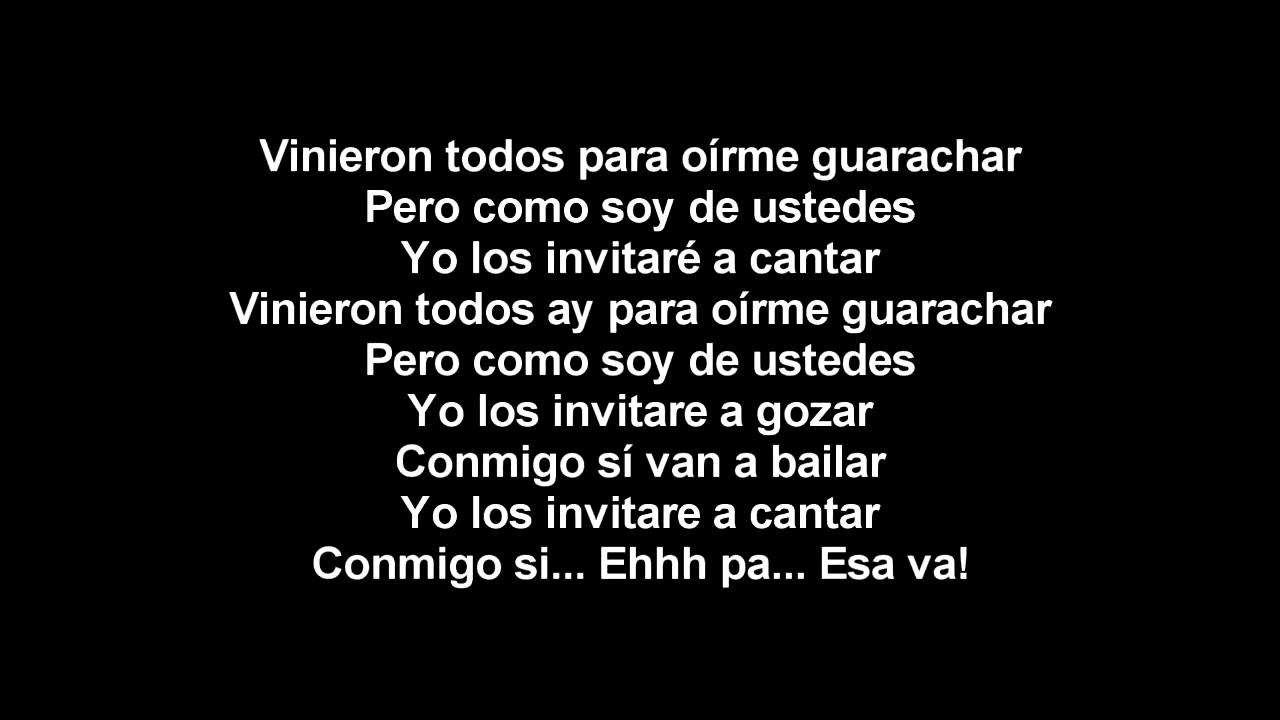 Vinieron todos para oírme guarachar
Pero como soy de ustedes
Yo los invitaré a cantar
Vinieron todos ay para oírme guarachar
Pero como soy de ustedes
Yo los invitare a gozar
Conmigo sí van a bailar
Yo los invitare a cantar
Conmigo si... Ehhh pa... Esa va!